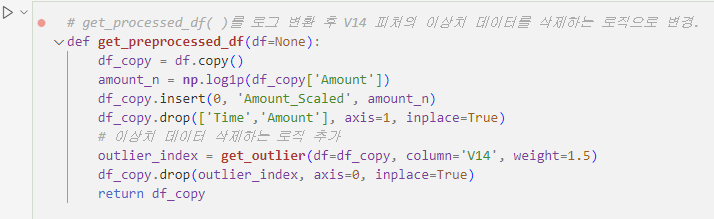 # get_processed_df( )를 로그 변환 후 V14 피처의 이상치 데이터를 삭제하는 로직으로 변경.
def get_preprocessed_df(df=None):
    df_copy = df.copy()
    amount_n = np.log1p(df_copy['Amount'])
    df_copy.insert(0, 'Amount_Scaled', amount_n)
    df_copy.drop(['Time','Amount'], axis=1, inplace=True)
    # 이상치 데이터 삭제하는 로직 추가
    outlier_index = get_outlier(df=df_copy, column='V14', weight=1.5)
    df_copy.drop(outlier_index, axis=0, inplace=True)
    return df_copy